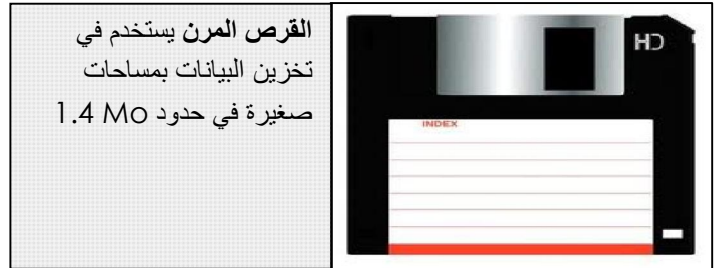 القرص المرن يستخدم في
تخزين البيانات بمساحات
صغيرة في حدود 1.4 Mo
HD
INDEX